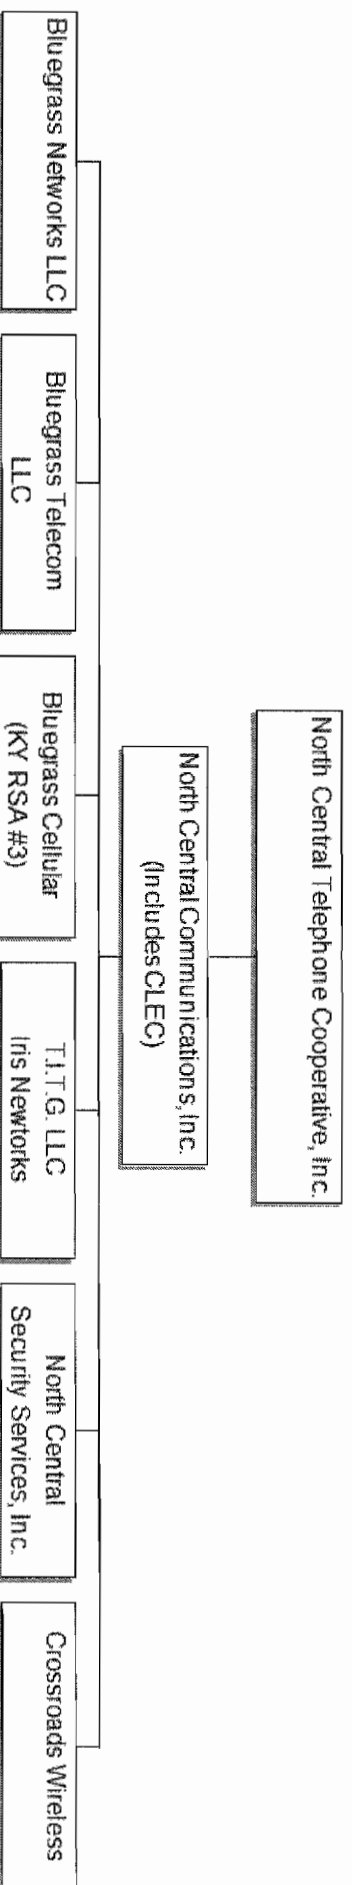 North Central Telephone Cooperative, Inc.
North Central Communications, Inc.
(Includes CLEC)
Bluegrass Networks LLC
Bluegrass Telecom
LLC
Bluegrass Cellular
(KY RSA #3)
T.I.T.G. LLC
Iris Newtorks
North Central
Security Services, Inc.
Crossroads Wireless